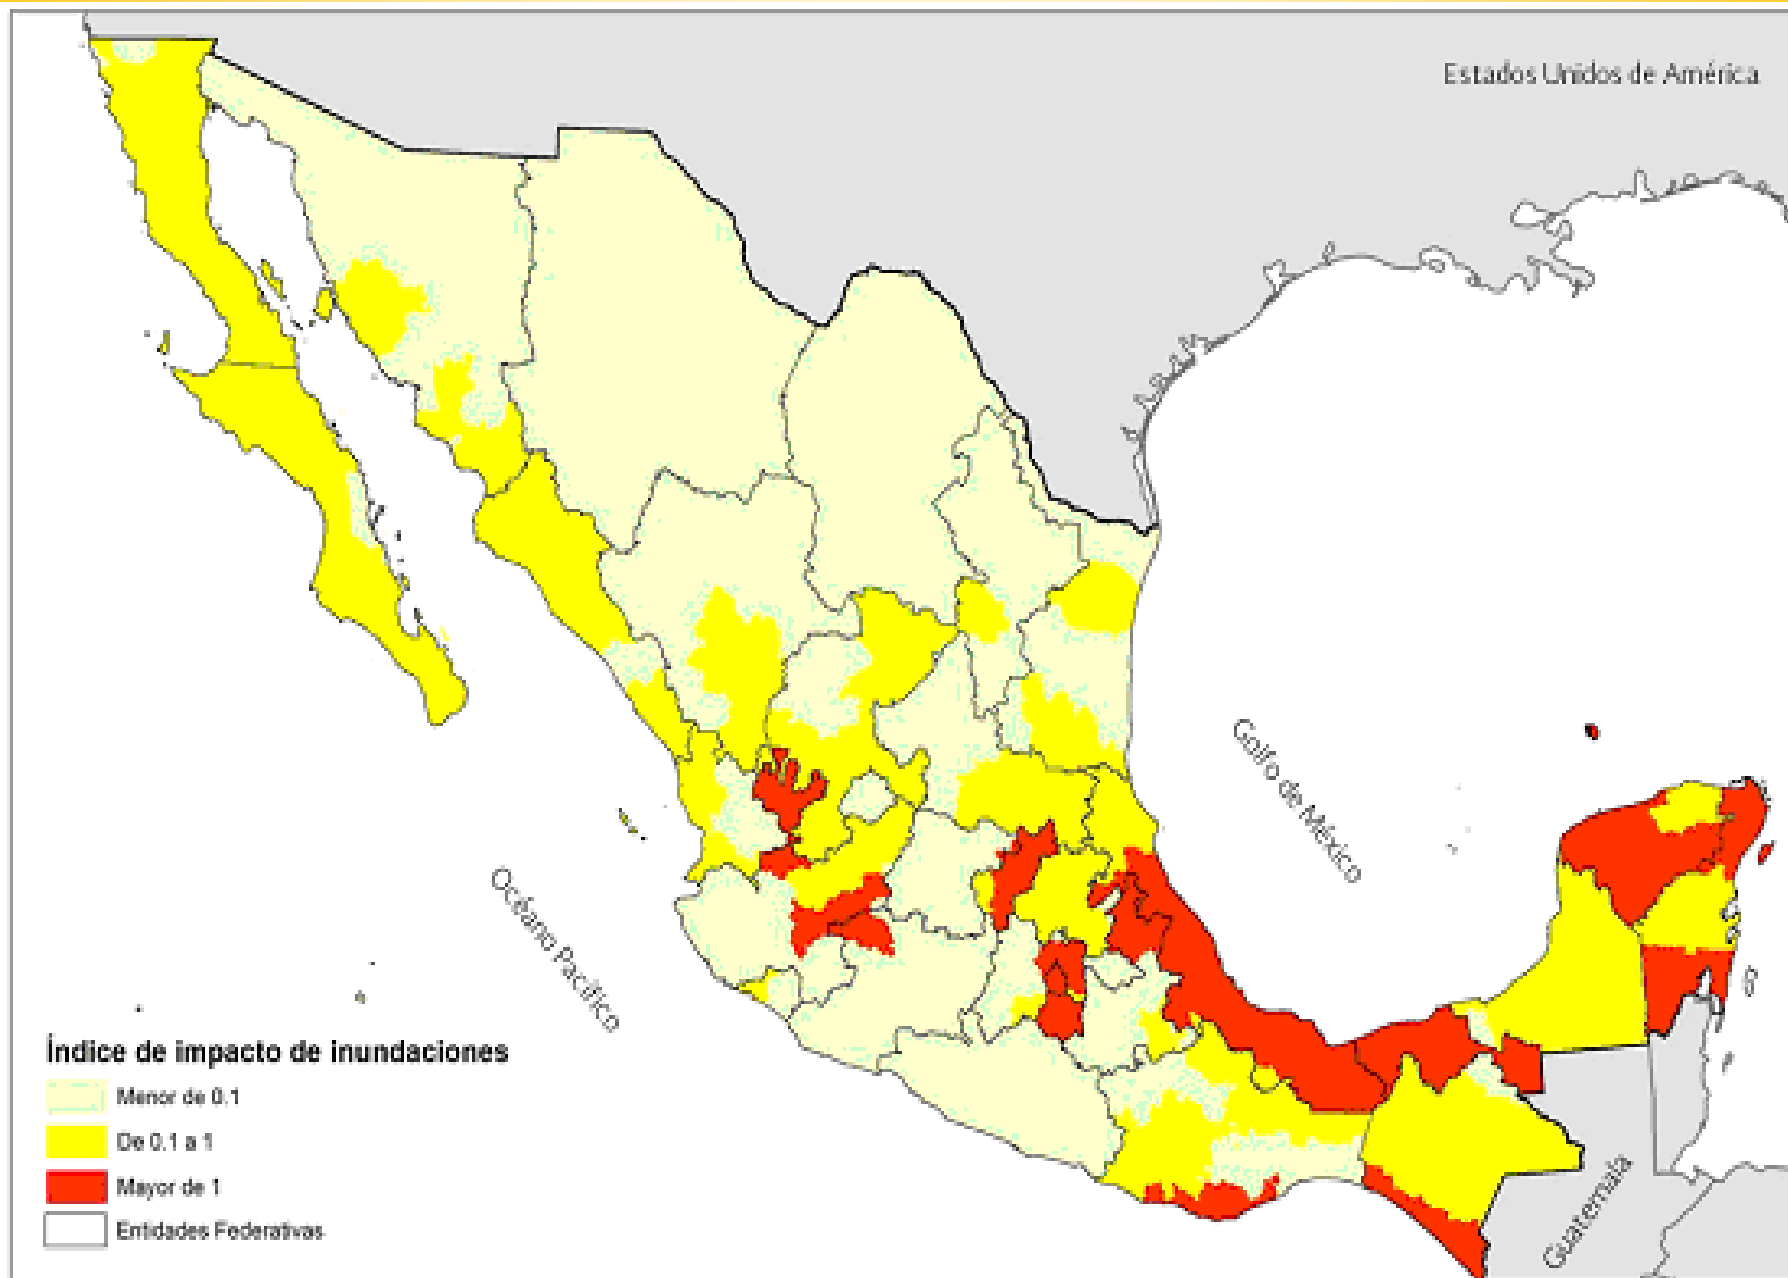 Estados Unidos de América
Golfo de México
Océano Pacífico
Índice de impacto de inundaciones
Menor de 0.1
De 0.1 a 1
Mayor de 1
Entidades Federativas
Guatemala